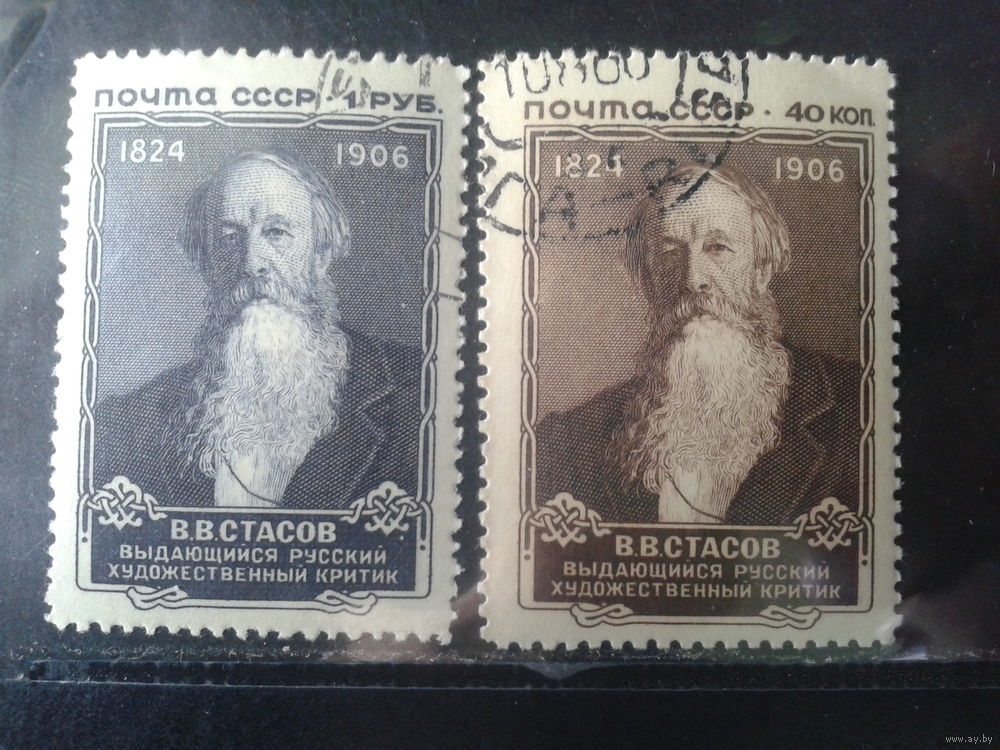 ПОЧТА СССР · 1 РУБ.
1824 1906
В.В.СТАСОВ
ВЫДАЮЩИЙСЯ РУССКИЙ
ХУДОЖЕСТВЕННЫЙ КРИТИК
ПОЧТА СССР · 40 КОП.
1824 1906
В.В.СТАСОВ
ВЫДАЮЩИЙСЯ РУССКИЙ
ХУДОЖЕСТВЕННЫЙ КРИТИК
www.ay.by